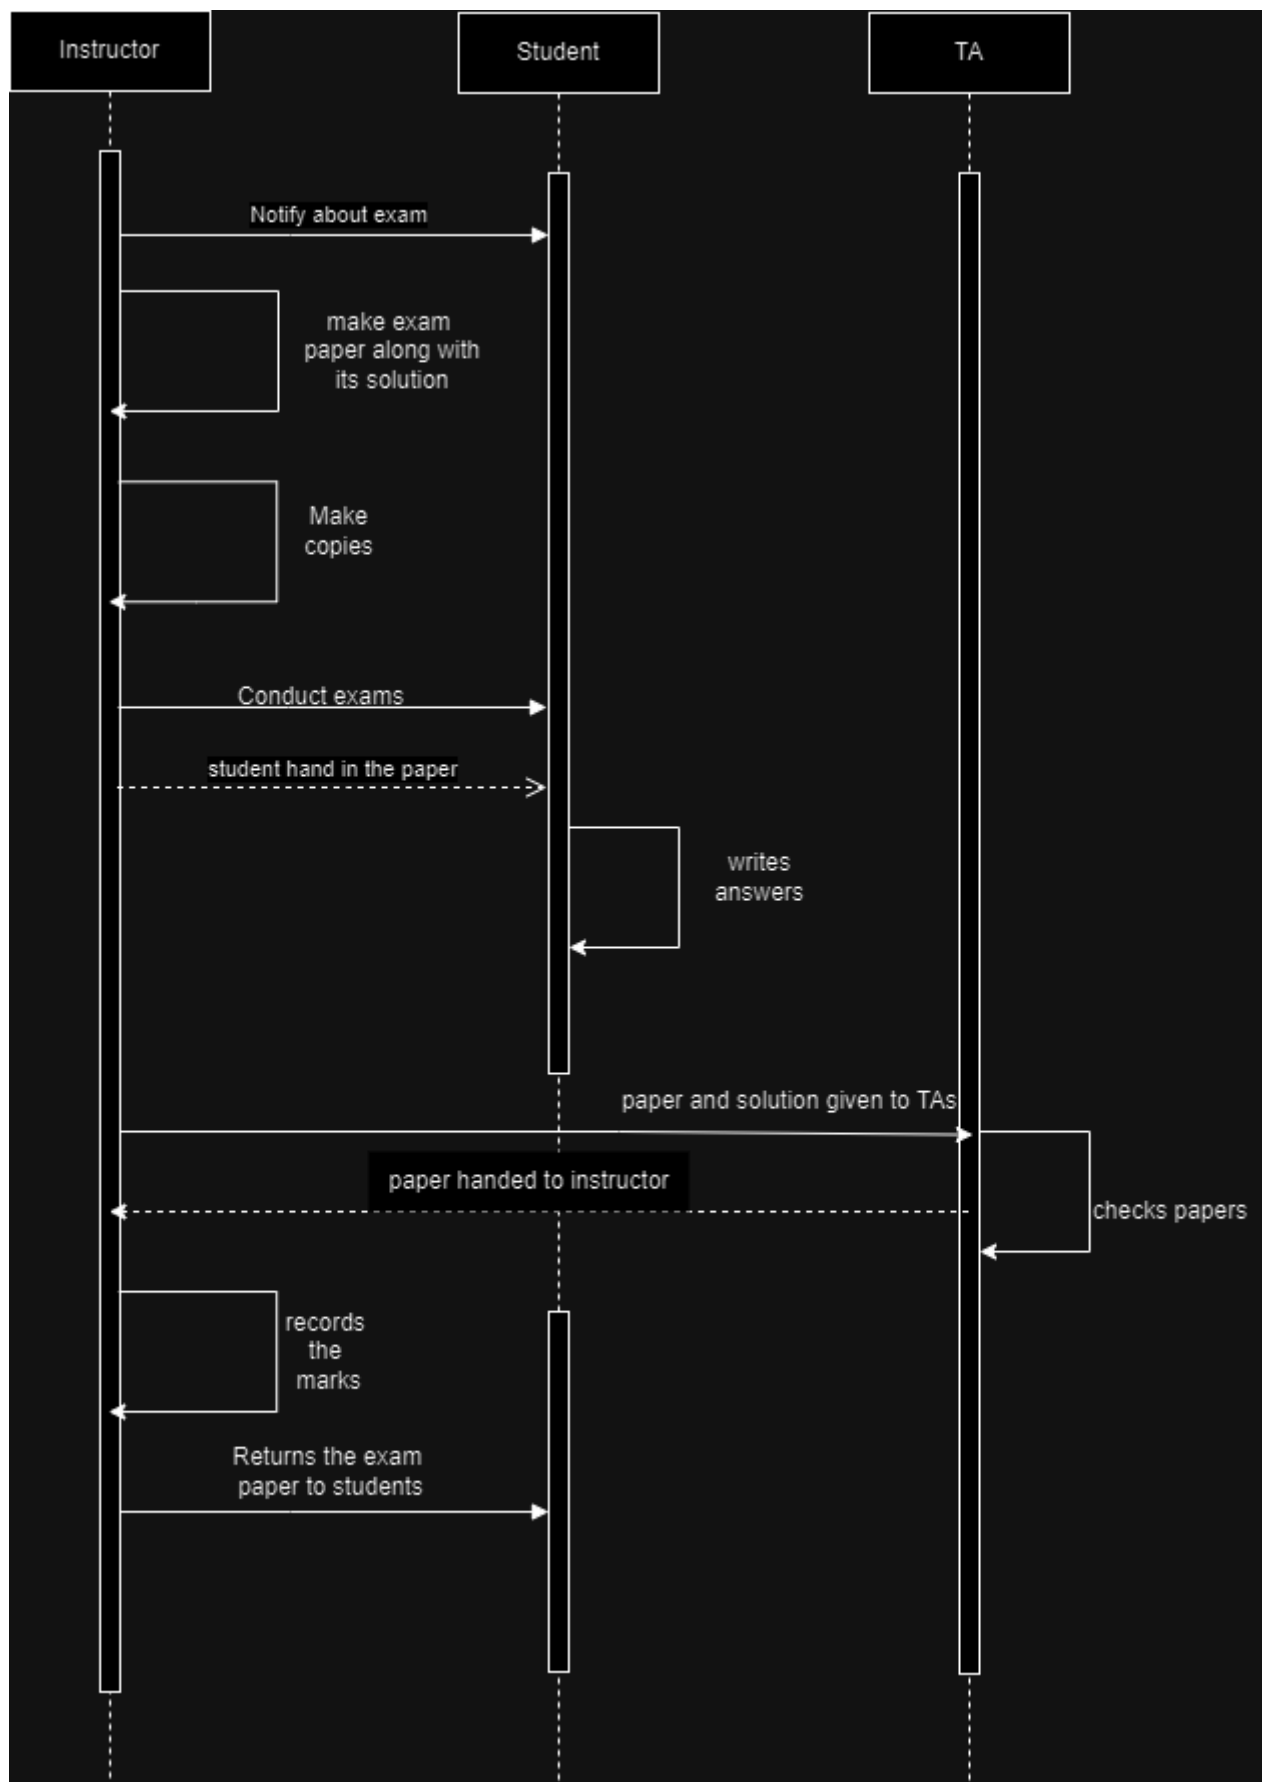 Instructor
Student
TA
Notify about exam
make exam
paper along with
its solution
Make
copies
Conduct exams
student hand in the paper
writes
answers
paper and solution given to TAs
paper handed to instructor
checks papers
records
the
marks
Returns the exam
paper to students